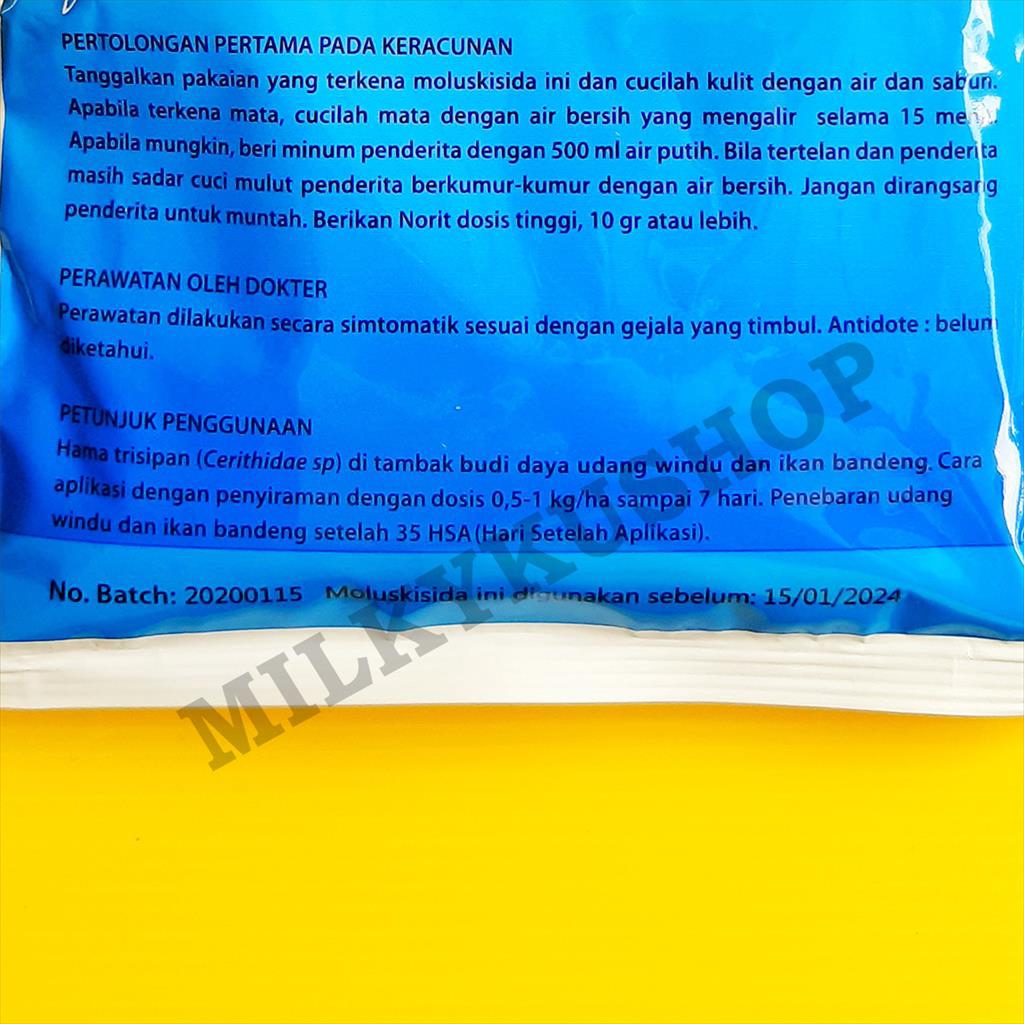 PERTOLONGAN PERTAMA PADA KERACUNAN
Tanggalkan pakaian yang terkena moluskisida ini dan cucilah kulit dengan air dan sabun.
Apabila terkena mata, cucilah mata dengan air bersih yang mengalir selama 15
Apabila mungkin, beri minum penderita dengan 500 ml air putih. Bila tertelan dan penderita
masih sadar cuci mulut penderita berkumur-kumur dengan air bersih. Jangan dirangsang
penderita untuk muntah. Berikan Norit dosis tinggi, 10 gr atau lebih.
PERAWATAN OLEH DOKTER
Perawatan dilakukan secara simtomatik sesuai dengan gejala yang timbul. Antidote : belum
diketahui.
PETUNJUK PENGGUNAAN
Hama trisipan (Cerithidae sp) di tambak budi daya udang windu dan ikan bandeng. Cara
aplikasi dengan penyiraman dengan dosis 0,5-1 kg/ha sampai 7 hari. Penebaran udang
windu dan ikan bandeng setelah 35 HSA (Hari Setelah Aplikasi).
No. Batch: 20200115 Moluskisida ini digunakan sebelum: 15/01/2024
MILKYKUSHOP